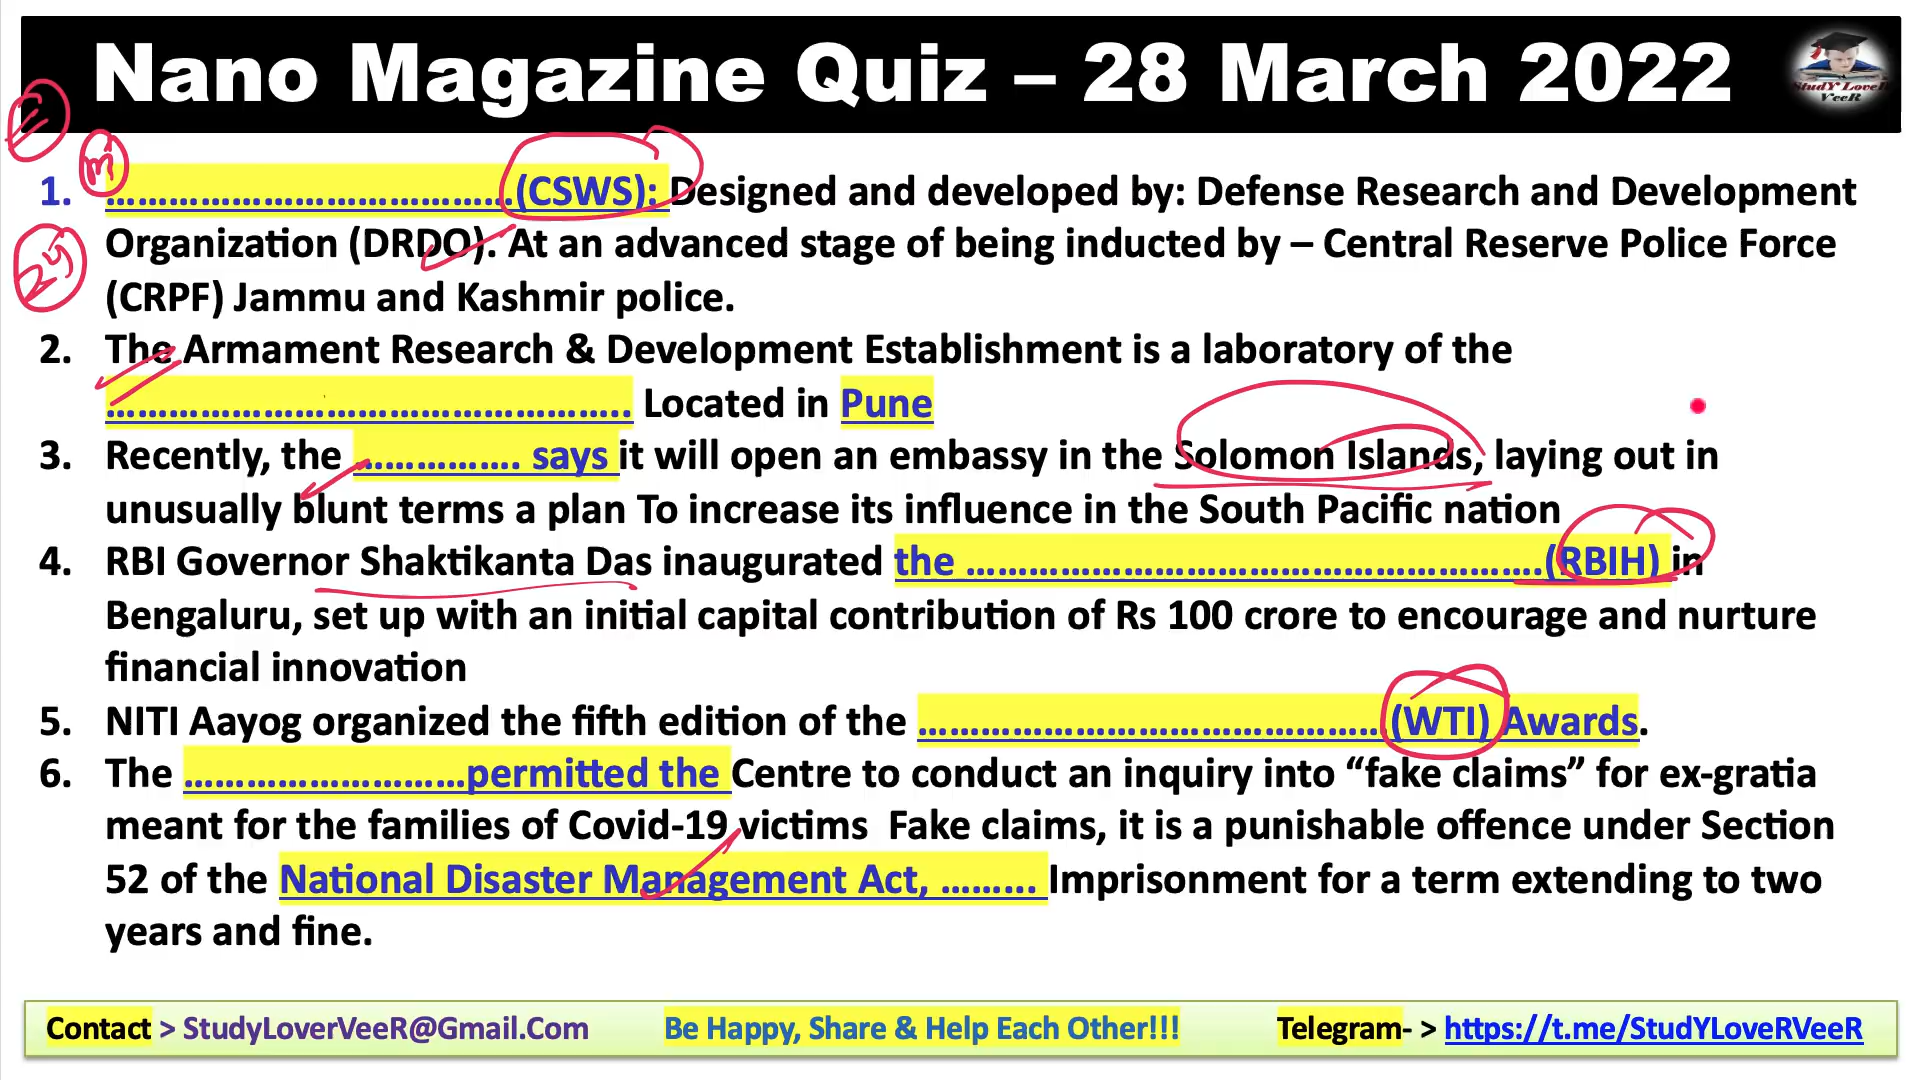 Nano Magazine Quiz – 28 March 2022
StudY LoveR
VeeR
1. ……………………………………(CSWS): Designed and developed by: Defense Research and Development
Organization (DRDO). At an advanced stage of being inducted by – Central Reserve Police Force
(CRPF) Jammu and Kashmir police.
2. The Armament Research & Development Establishment is a laboratory of the
…………………………………………….. Located in Pune
3. Recently, the ……………. says it will open an embassy in the Solomon Islands, laying out in
unusually blunt terms a plan To increase its influence in the South Pacific nation
4. RBI Governor Shaktikanta Das inaugurated the ………………………………………………….(RBIH) in
Bengaluru, set up with an initial capital contribution of Rs 100 crore to encourage and nurture
financial innovation
5. NITI Aayog organized the fifth edition of the ……………………………………….. (WTI) Awards.
6. The ………………………permitted the Centre to conduct an inquiry into “fake claims” for ex-gratia
meant for the families of Covid-19 victims Fake claims, it is a punishable offence under Section
52 of the National Disaster Management Act, ……... Imprisonment for a term extending to two
years and fine.
Contact > StudyLoverVeeR@Gmail.Com Be Happy, Share & Help Each Other!!! Telegram- > https://t.me/StudYLoveRVeeR